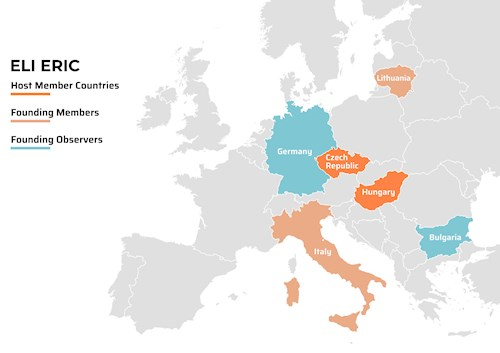 ELI ERIC
Host Member Countries
Founding Members
Founding Observers
Lithuania
Germany
Czech
Republic
Hungary
Bulgaria
Italy